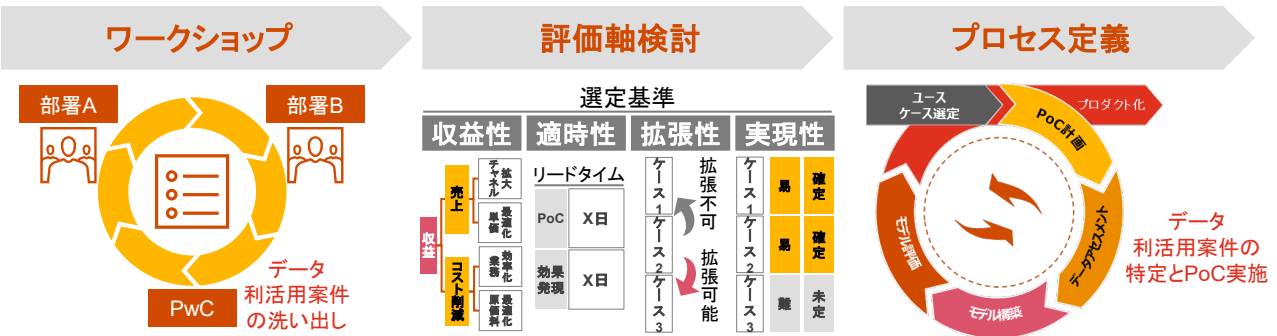 ワークショップ
部署A
部署B
PwC
データ
利活用案件
の洗い出し
評価軸検討
選定基準
収益性
適時性
拡張性
実現性
収益
売上
コスト削減
チャネル
拡大
単価
最適化
業務
効率化
原価料
最適化
リードタイム
PoC
X日
効果
発現
X日
ケース1
ケース2
ケース3
拡張不可
拡張可能
ケース1
易
確定
ケース2
易
確定
ケース3
難
未定
プロセス定義
ユース
ケース選定
プロダクト化
PoC計画
データアセスメント
モデル構築
モデル評価
データ
利活用案件の
特定とPoC実施